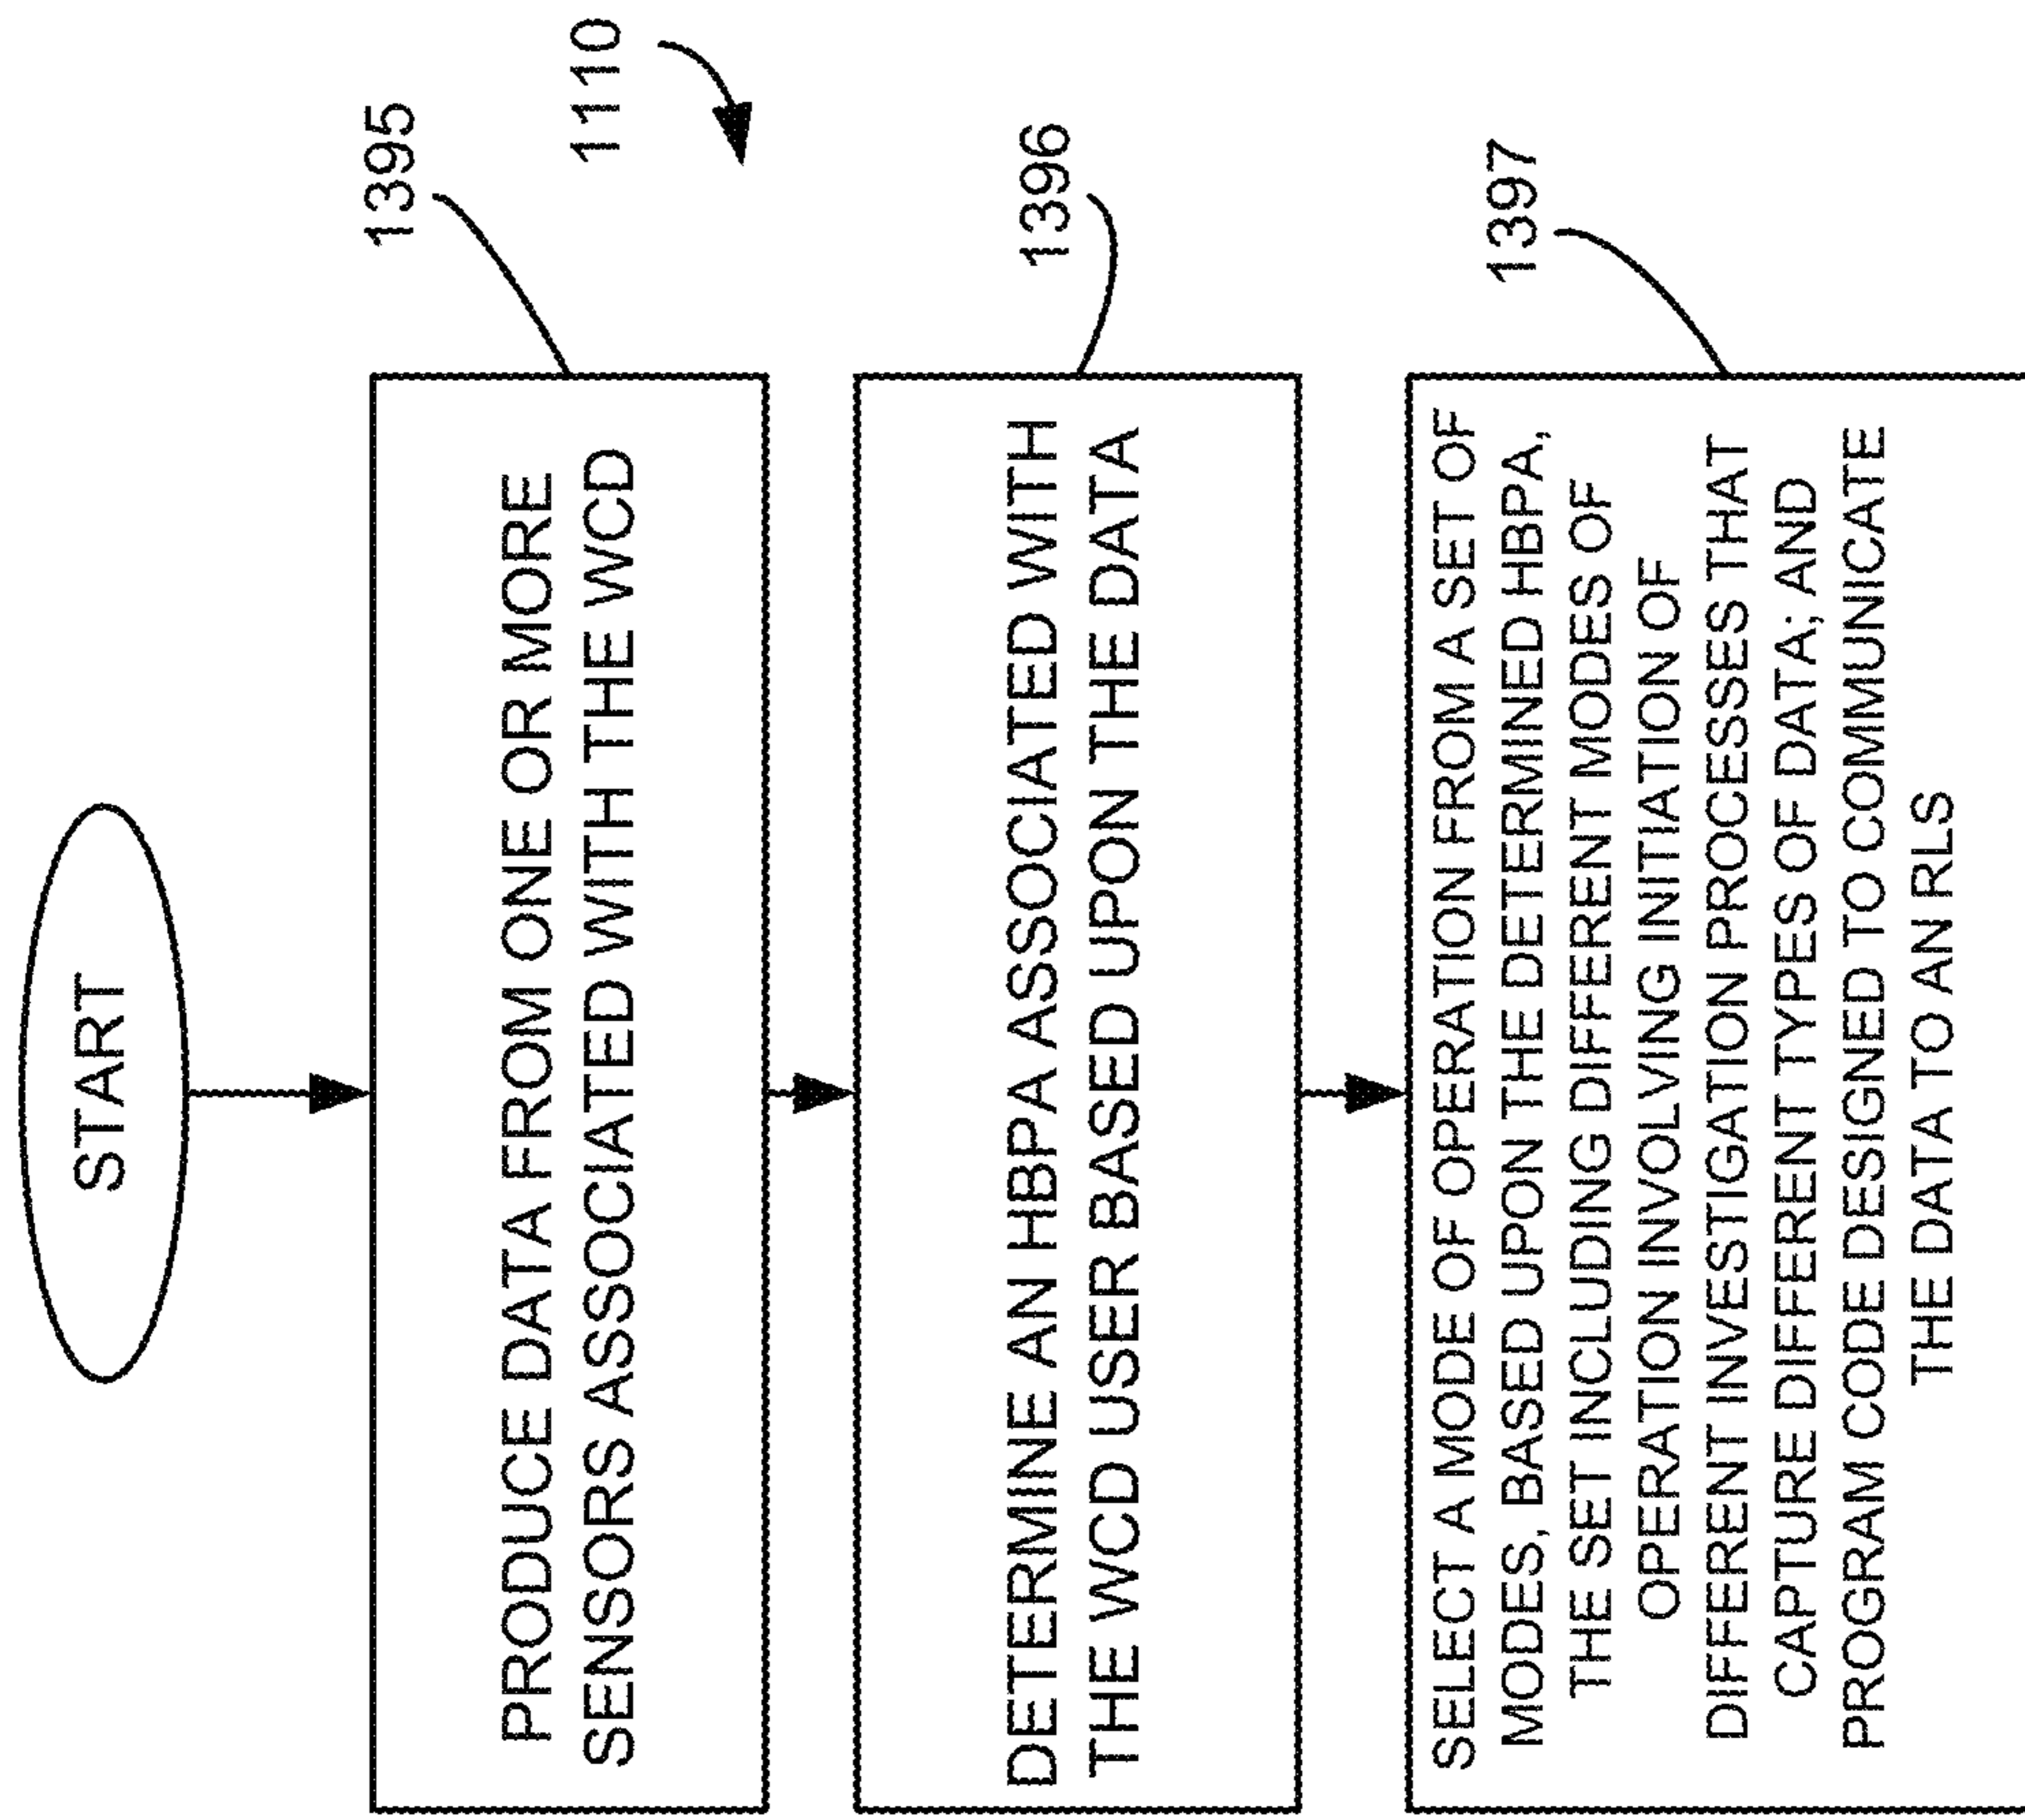 START
1110
1395
PRODUCE DATA FROM ONE OR MORE
SENSORS ASSOCIATED WITH THE WCD
1396
DETERMINE AN HBPA ASSOCIATED WITH
THE WCD USER BASED UPON THE DATA
1397
SELECT A MODE OF OPERATION FROM A SET OF
MODES, BASED UPON THE DETERMINED HBPA,
THE SET INCLUDING DIFFERENT MODES OF
OPERATION INVOLVING INITIATION OF
DIFFERENT INVESTIGATION PROCESSES THAT
CAPTURE DIFFERENT TYPES OF DATA; AND
PROGRAM CODE DESIGNED TO COMMUNICATE
THE DATA TO AN RLS